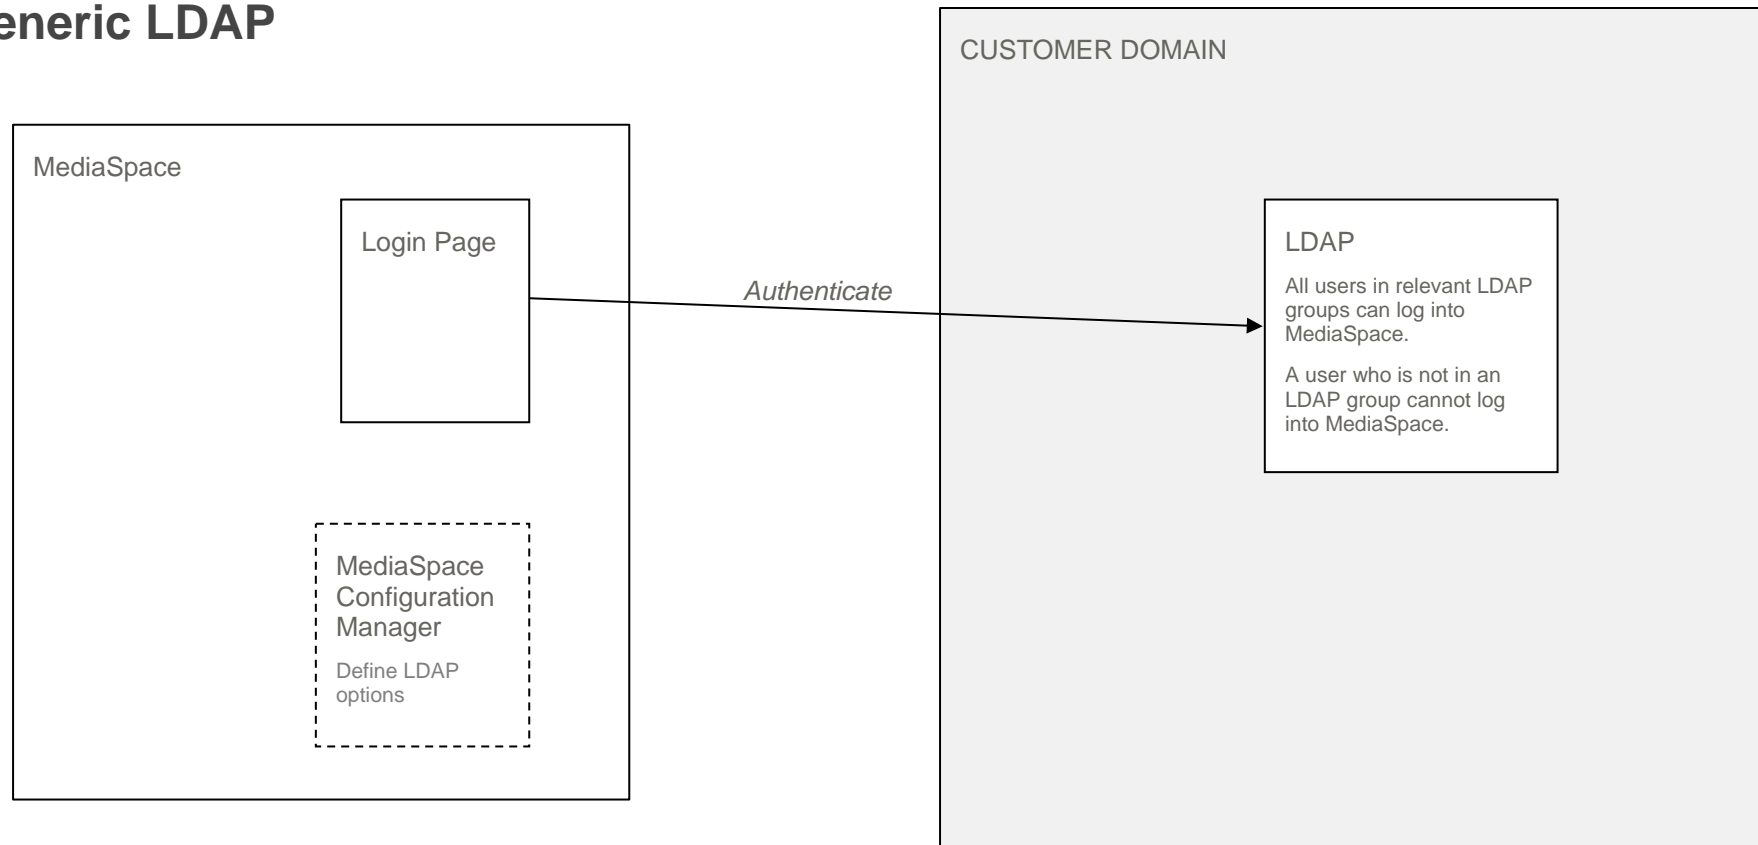 eneric LDAP
CUSTOMER DOMAIN
MediaSpace
Login Page
Authenticate
LDAP
All users in relevant LDAP
groups can log into
MediaSpace.
A user who is not in an
LDAP group cannot log
into MediaSpace.
MediaSpace
Configuration
Manager
Define LDAP
options